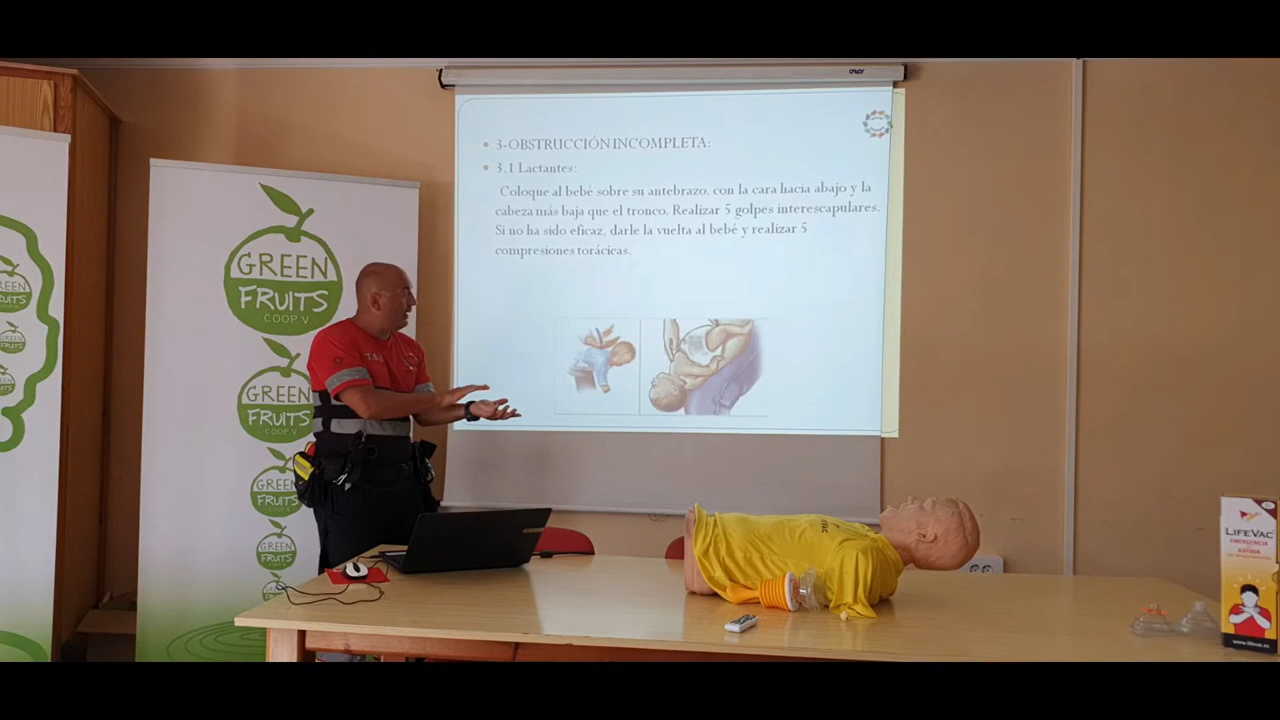 3-OBSTRUCCIÓN INCOMPLETA:
3.1 Lactantes:
Coloque al bebé sobre su antebrazo, con la cara hacia abajo y la
cabeza más baja que el tronco. Realizar 5 golpes interescapulares.
Si no ha sido eficaz, darle la vuelta al bebé y realizar 5
compresiones torácicas.
GREEN
FRUITS
COOP.V
GREEN
FRUITS
COOP.V
GREEN
FRUITS
GREEN
FRUITS
LIFEVAC
EMERGENCIA
ASFIXIA